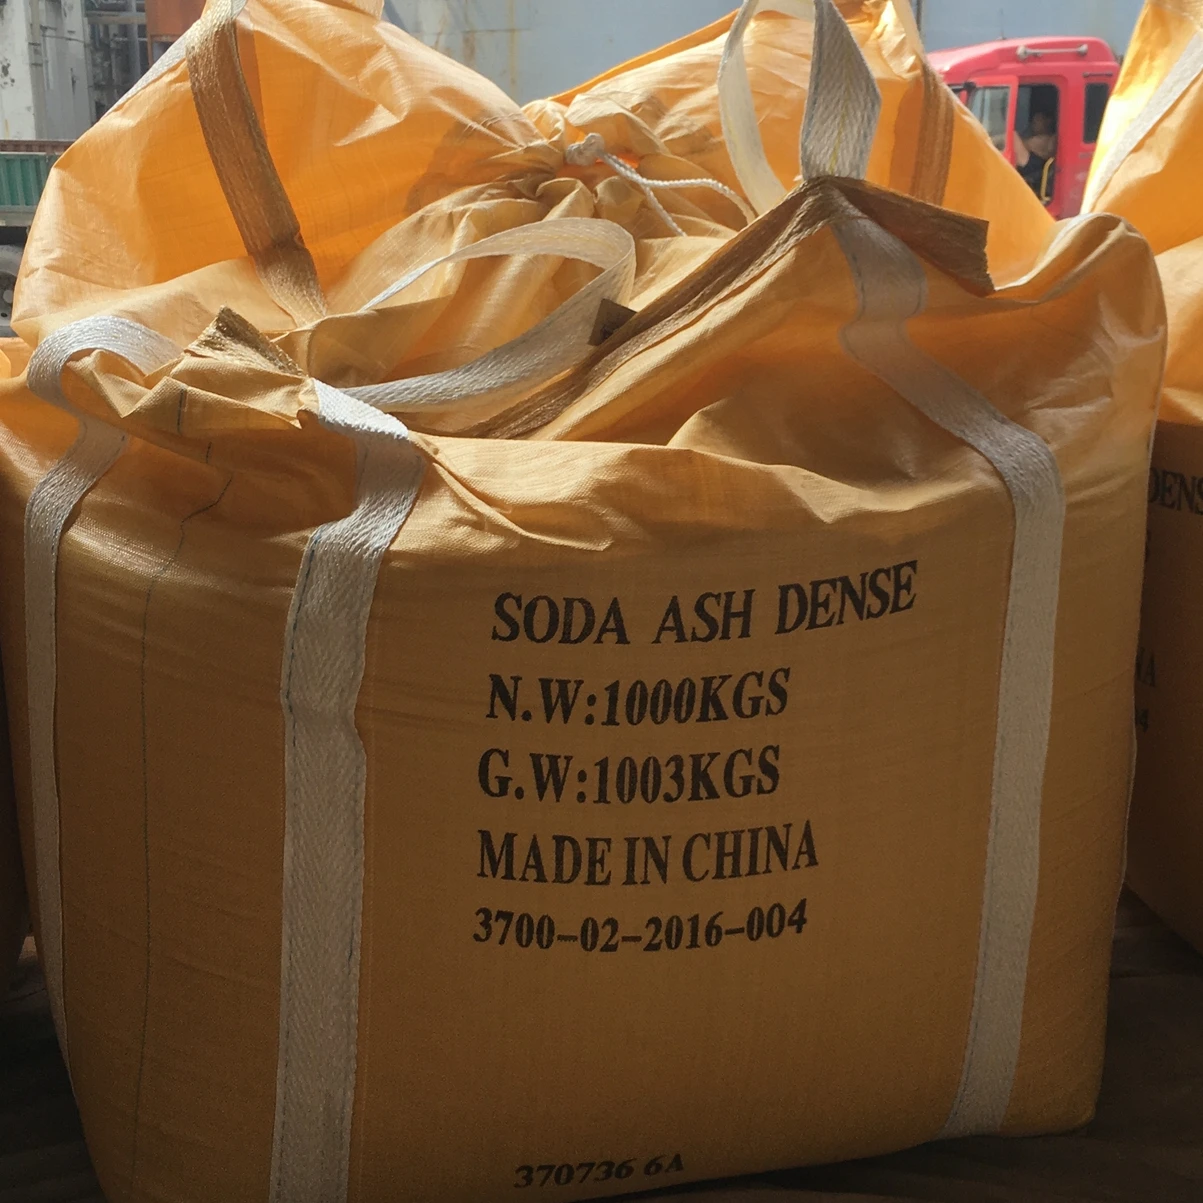 SODA ASH DENSE
N.W:1000KGS
G.W:1003KGS
MADE IN CHINA
3700-02-2016-004
370736 6A